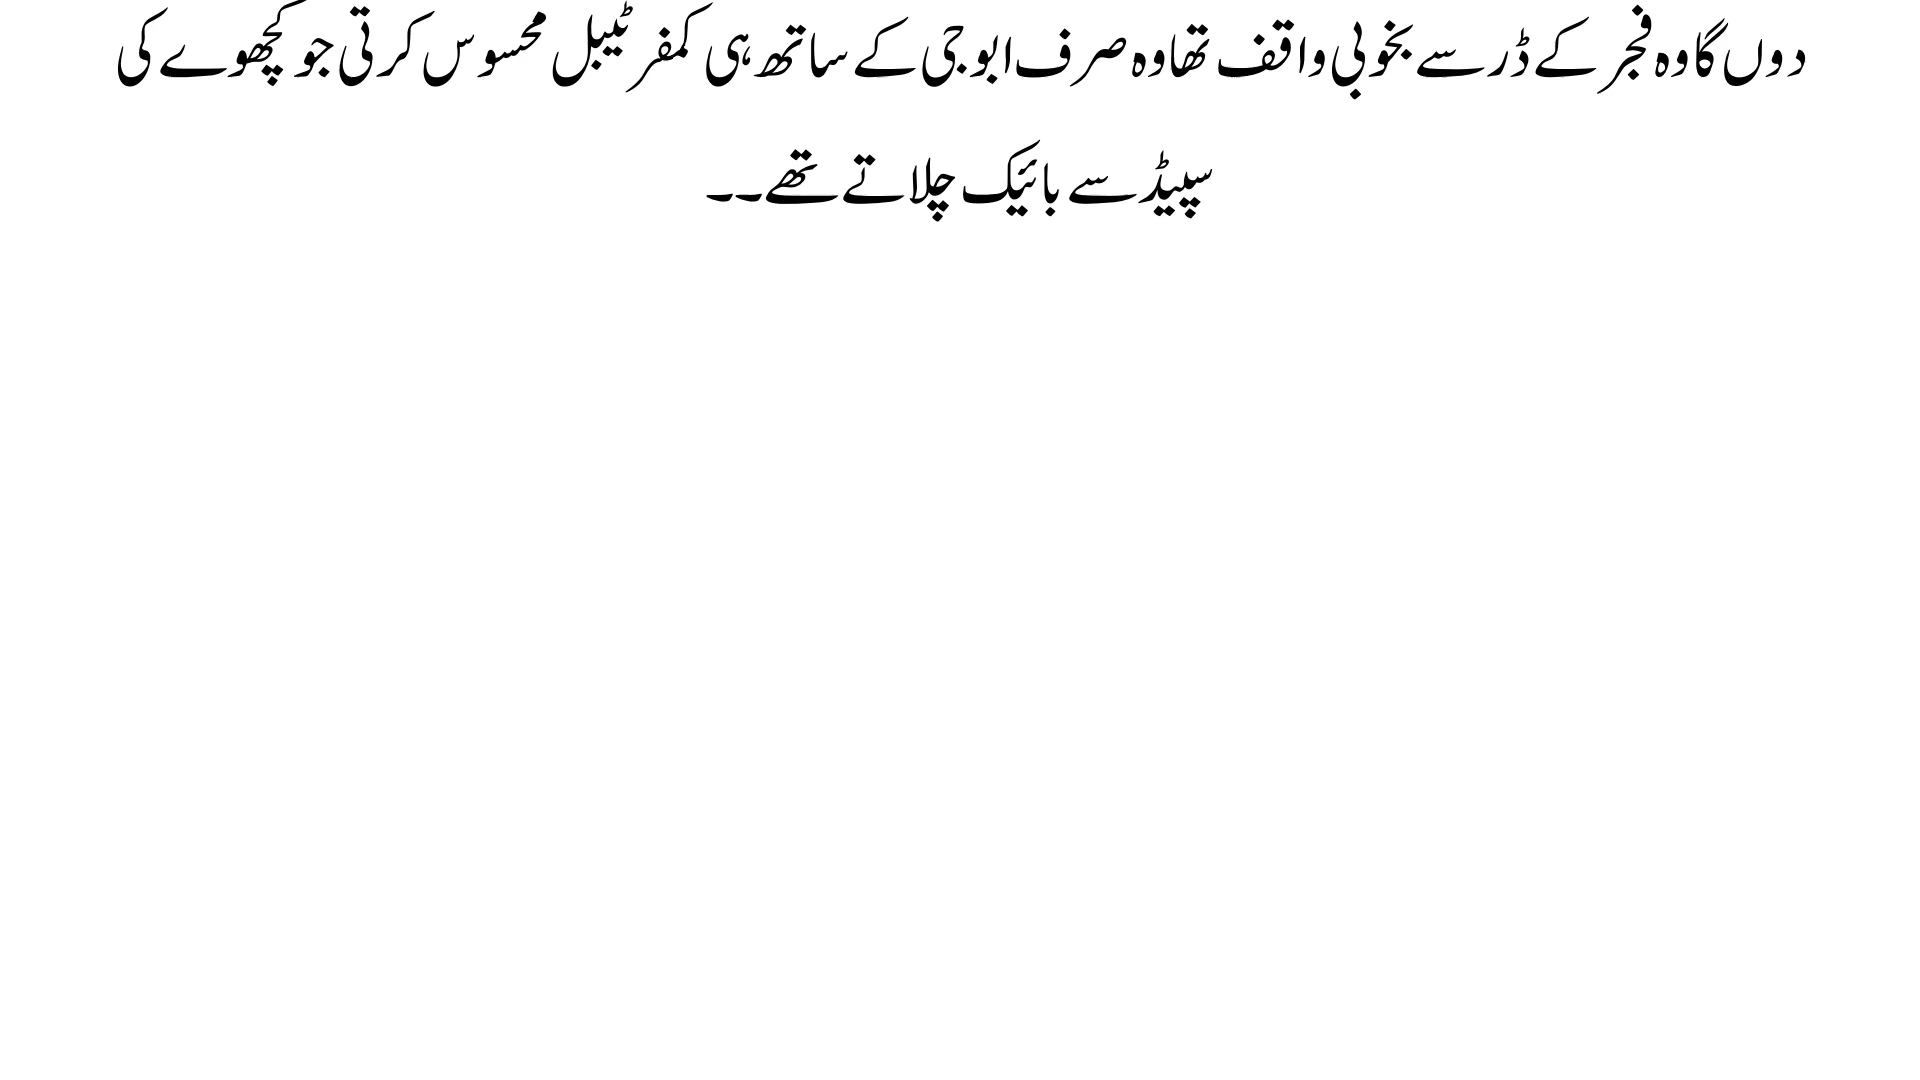 دوں گا وہ فجر کے ڈر سے بخوبی واقف تھا وہ صرف ابو جی کے ساتھ ہی کمفرٹیبل محسوس کرتی جو کچھوے کی
سپیڈ سے بائیک چلاتے تھے۔۔